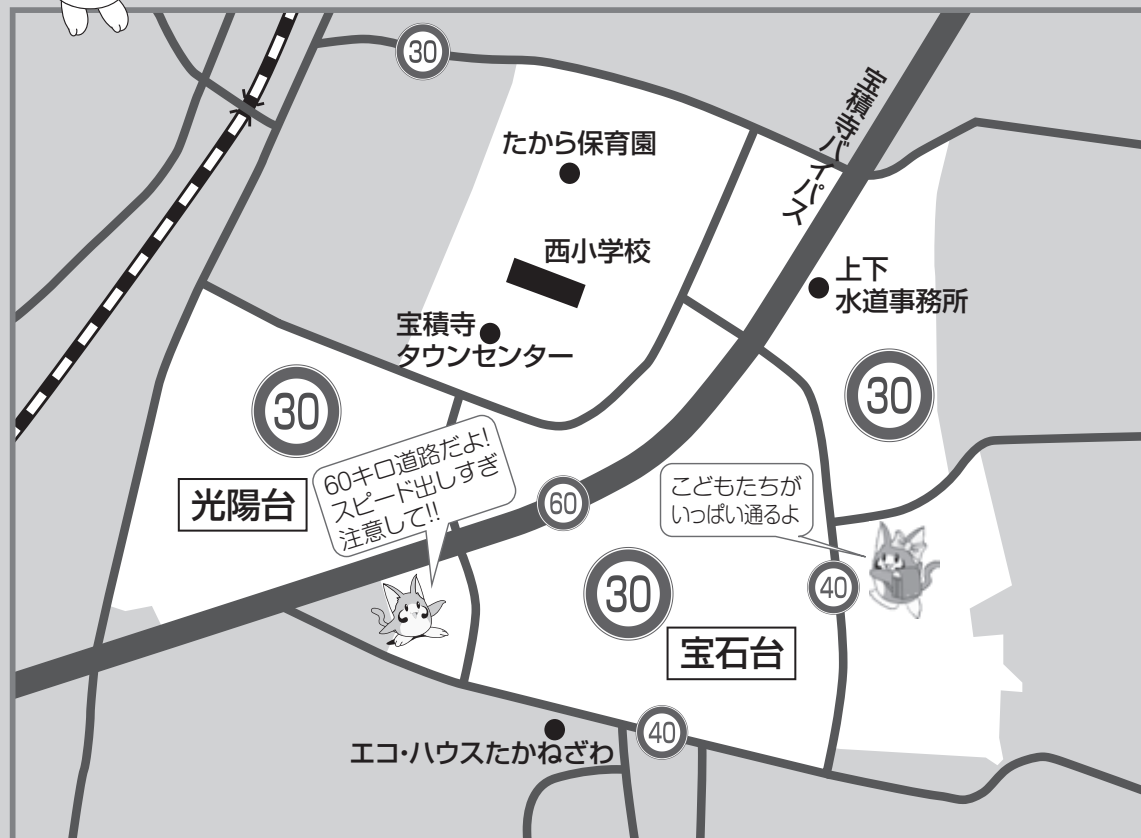 30
たから保育園
宝積寺バイパス
西小学校
上下
水道事務所
宝積寺
タウンセンター
30
30
60キロ道路だよ!
スピード出しすぎ
注意して!!
光陽台
60
こどもたちが
いっぱい通るよ
30
40
宝石台
40
エコ・ハウスたかねざわ